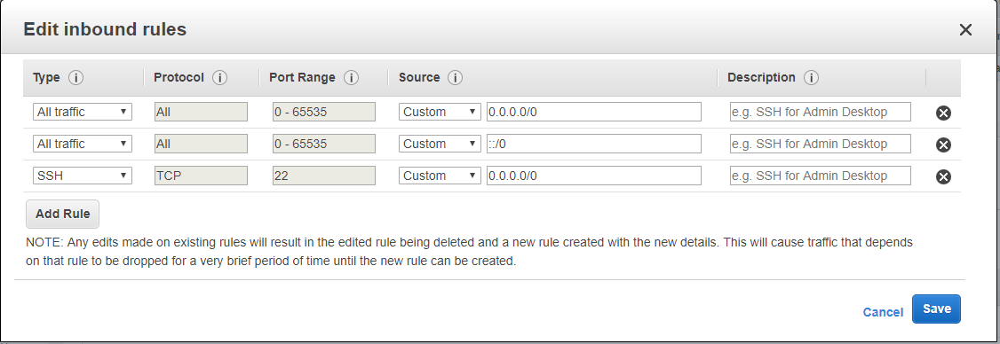 Edit inbound rules
Type Protocol Port Range Source Description
All traffic All 0 - 65535 Custom 0.0.0.0/0 e.g. SSH for Admin Desktop
All traffic All 0 - 65535 Custom ::/0 e.g. SSH for Admin Desktop
SSH TCP 22 Custom 0.0.0.0/0 e.g. SSH for Admin Desktop
Add Rule
NOTE: Any edits made on existing rules will result in the edited rule being deleted and a new rule created with the new details. This will cause traffic that depends
on that rule to be dropped for a very brief period of time until the new rule can be created.
Cancel Save